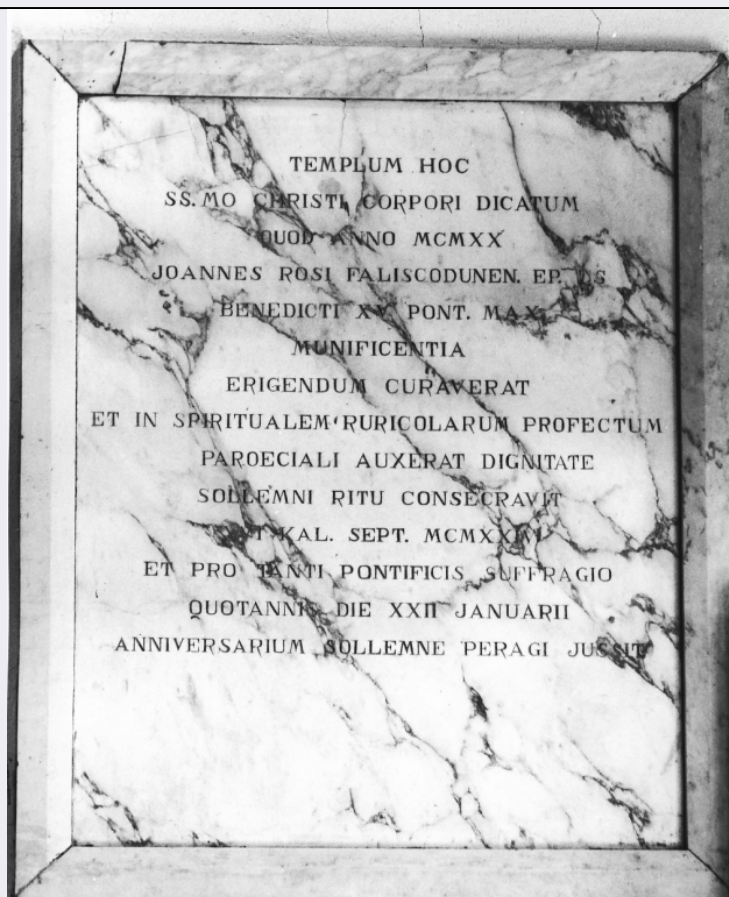 TEMPLUM HOC
SS.MO CHRISTI CORPORI DICATUM
QUOD ANNO MCMXX
JOANNES ROSI FALISCODUNEN. EP.US
BENEDICTI XV PONT. MAX.
MUNIFICENTIA
ERIGENDUM CURAVERAT
ET IN SPIRITUALEM RURICOLARUM PROFECTUM
PAROECIALI AUXERAT DIGNITATE
SOLLEMNI RITU CONSECRAVIT
KAL. SEPT.
ET PRO TANTI PONTIFICIS SUFFRAGIO
QUOTANNIS DIE XXII JANUARII
ANNIVERSARIUM SOLLEMNE PERAGI JUSSIT